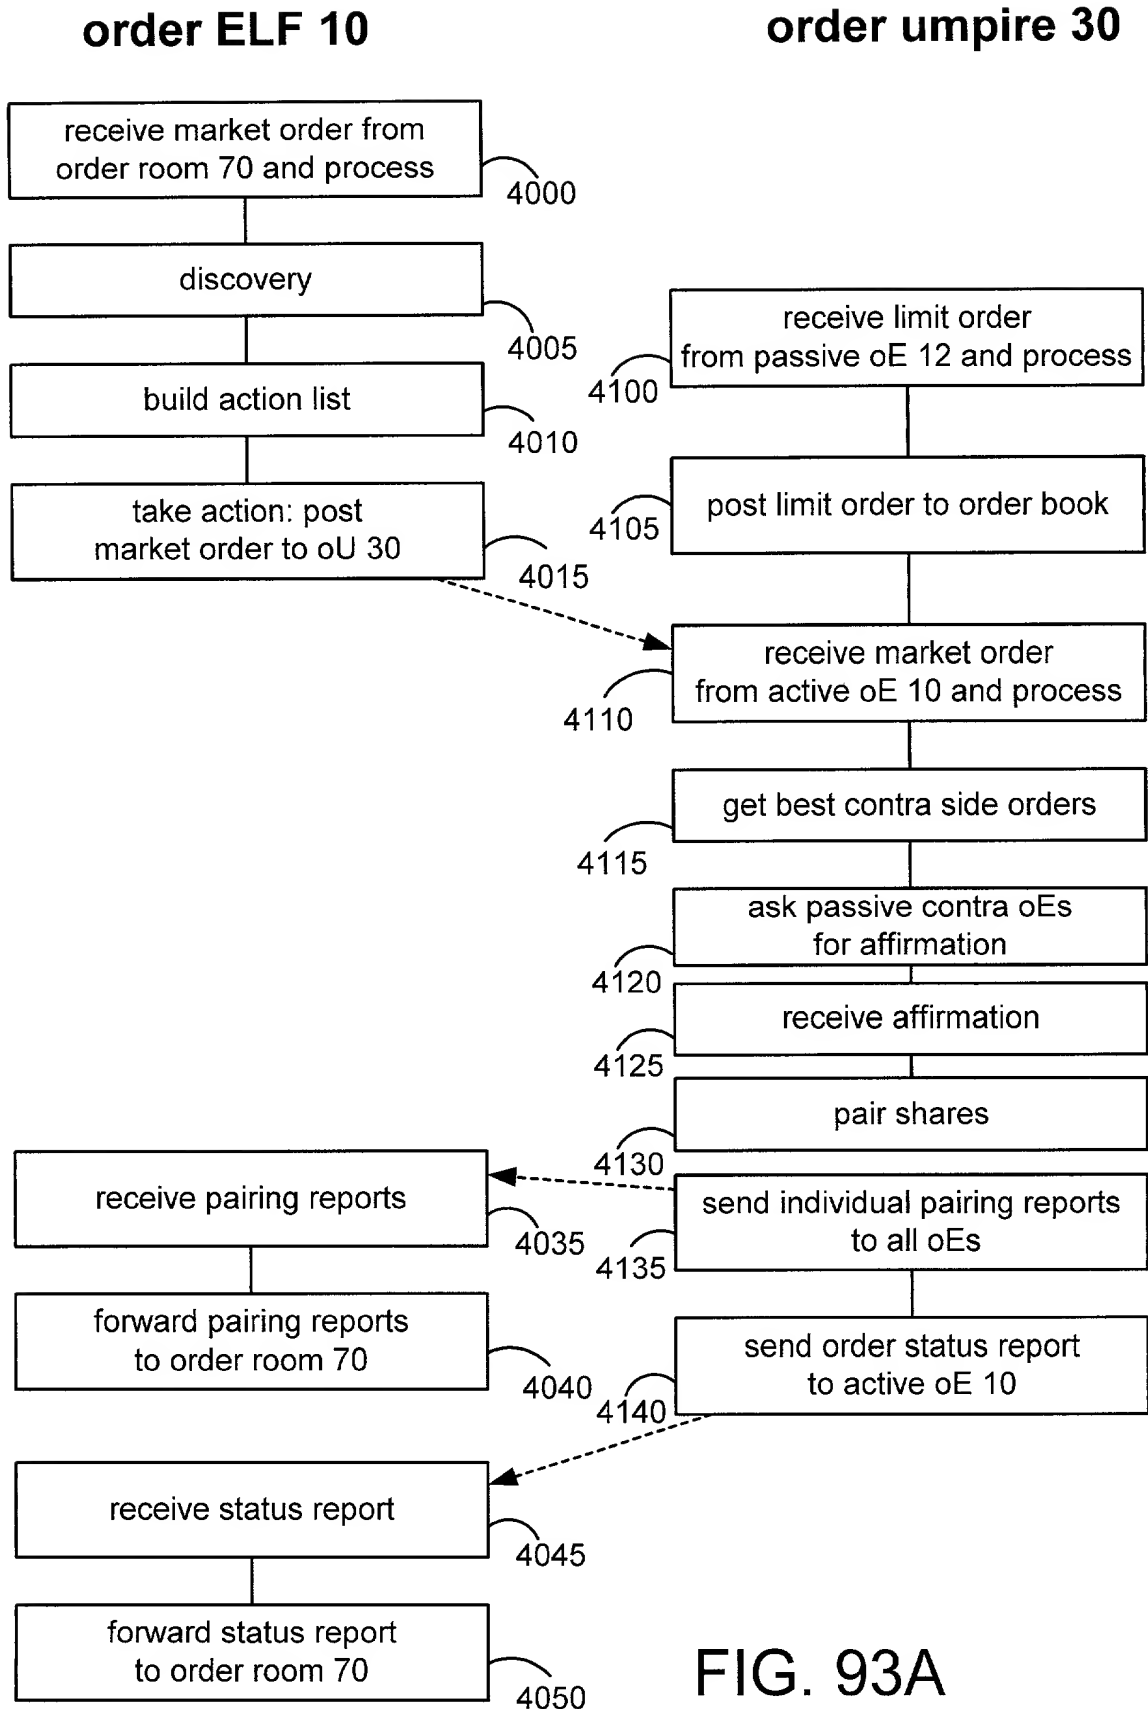 order ELF 10
order umpire 30
receive market order from
order room 70 and process
4000
discovery
4005
build action list
4010
take action: post
market order to oU 30
4015
receive limit order
from passive oE 12 and process
4100
post limit order to order book
4105
receive market order
from active oE 10 and process
4110
get best contra side orders
4115
ask passive contra oEs
for affirmation
4120
receive affirmation
4125
pair shares
4130
send individual pairing reports
to all oEs
4135
send order status report
to active oE 10
4140
receive pairing reports
4035
forward pairing reports
to order room 70
4040
receive status report
4045
forward status report
to order room 70
4050
FIG. 93A